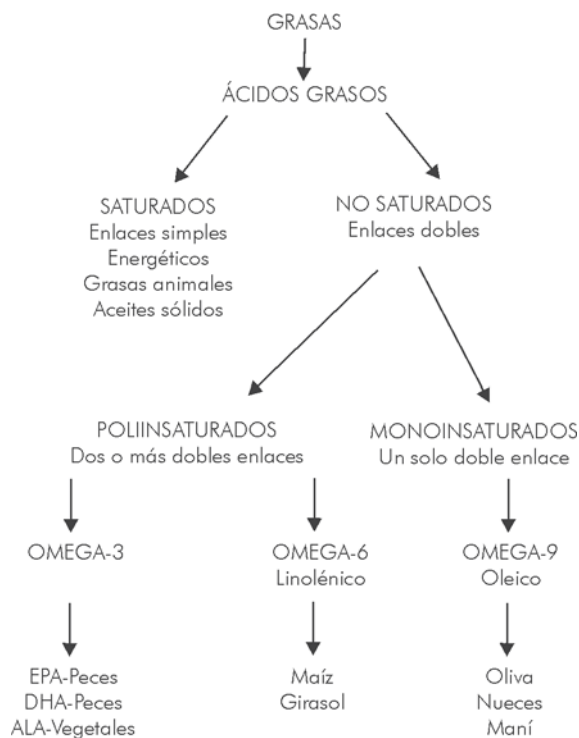 GRASAS
ÁCIDOS GRASOS
SATURADOS
Enlaces simples
Energéticos
Grasas animales
Aceites sólidos
NO SATURADOS
Enlaces dobles
POLIINSATURADOS
Dos o más dobles enlaces
MONOINSATURADOS
Un solo doble enlace
OMEGA-3
OMEGA-6
Linolénico
OMEGA-9
Oleico
EPA-Peces
DHA-Peces
ALA-Vegetales
Maíz
Girasol
Oliva
Nueces
Maní